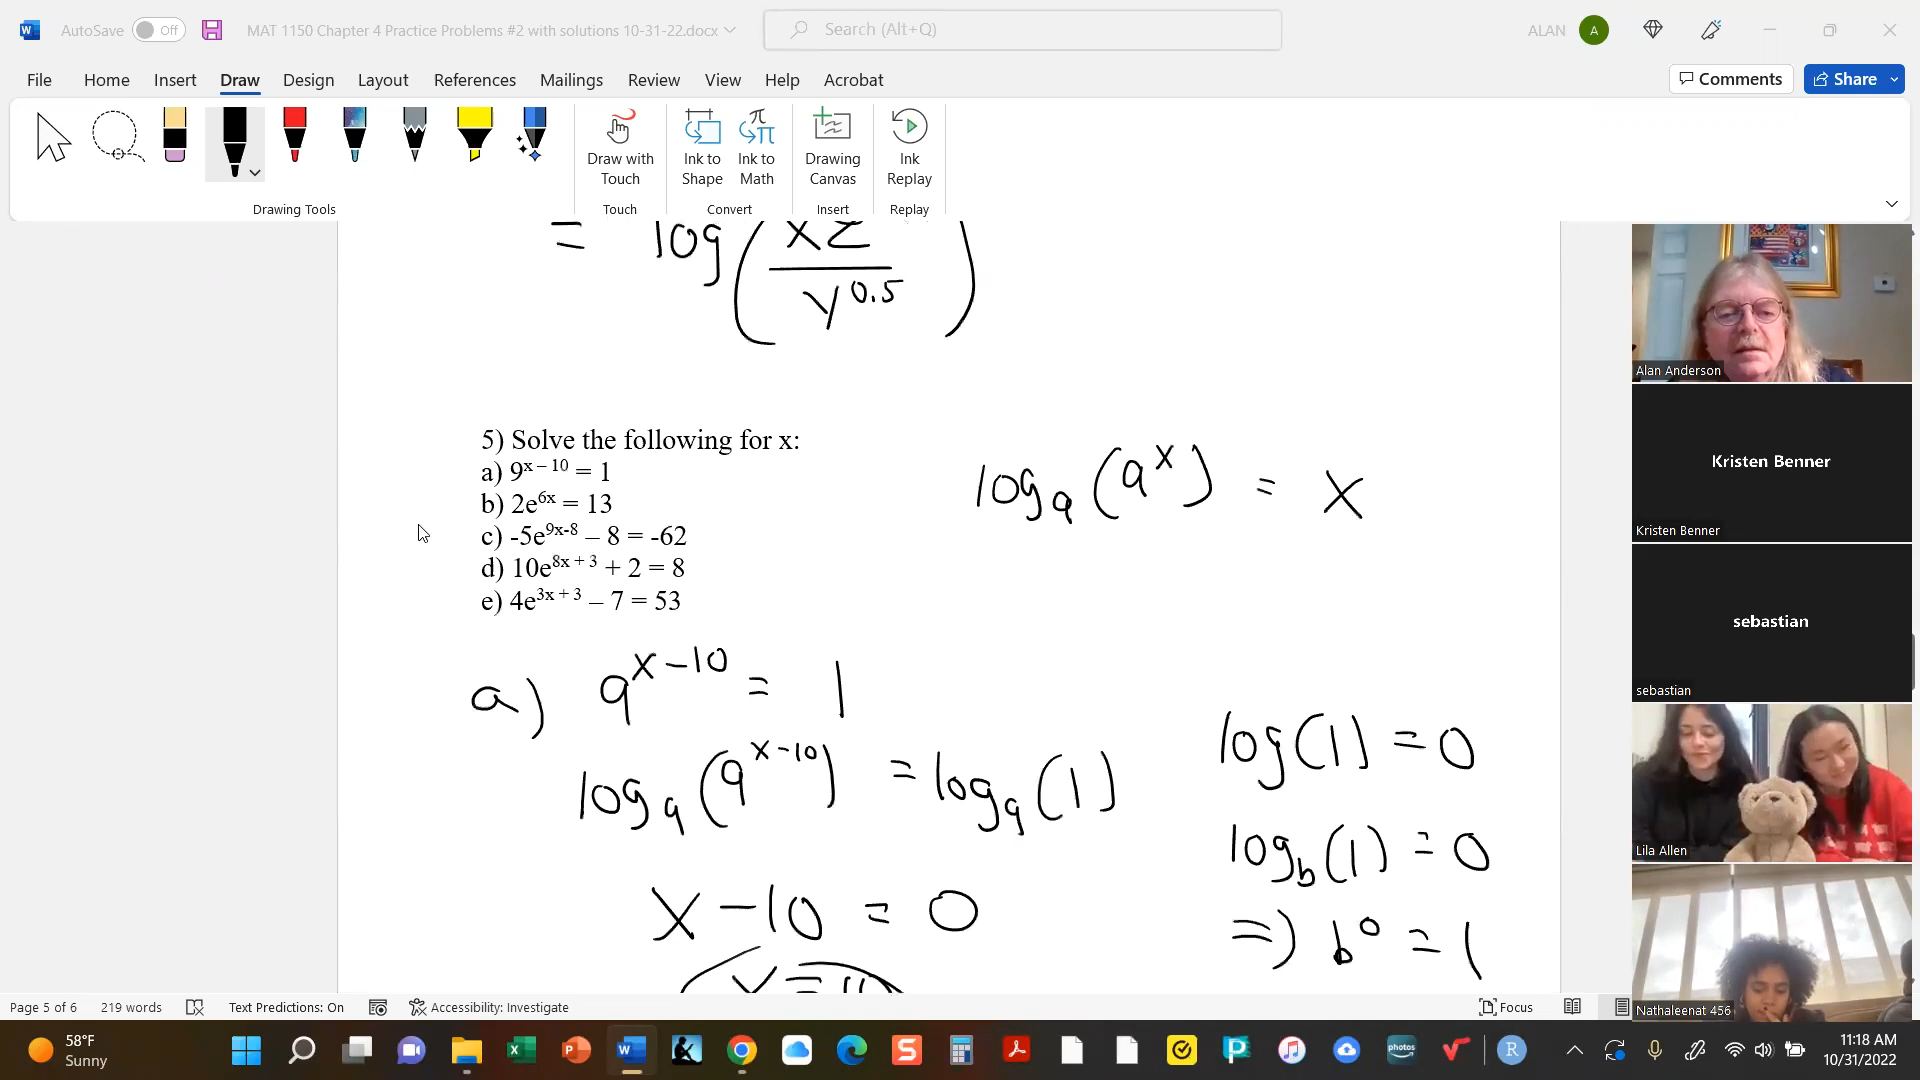 AutoSave Off MAT 1150 Chapter 4 Practice Problems #2 with solutions 10-31-22.docx Search (Alt+Q) ALAN A
File Home Insert Draw Design Layout References Mailings Review View Help Acrobat Comments Share
Draw with Touch Ink to Shape Ink to Math Drawing Canvas Ink Replay
Drawing Tools Touch Convert Insert Replay
= log(xz / y^0.5)
5) Solve the following for x:
a) 9^x – 10 = 1
b) 2e^6x = 13
c) -5e^9x-8 – 8 = -62
d) 10e^8x + 3 + 2 = 8
e) 4e^3x + 3 – 7 = 53
log_9(9^x) = x
a) 9^x-10 = 1
log_9(9^x-10) = log_9(1)
x - 10 = 0
log(1) = 0
log_b(1) = 0
=> b^0 = 1
Alan Anderson
Kristen Benner
Kristen Benner
sebastian
sebastian
Lila Allen
Nathaleenat 456
Page 5 of 6 219 words Text Predictions: On Accessibility: Investigate Focus
58°F
Sunny
photos
R
11:18 AM
10/31/2022